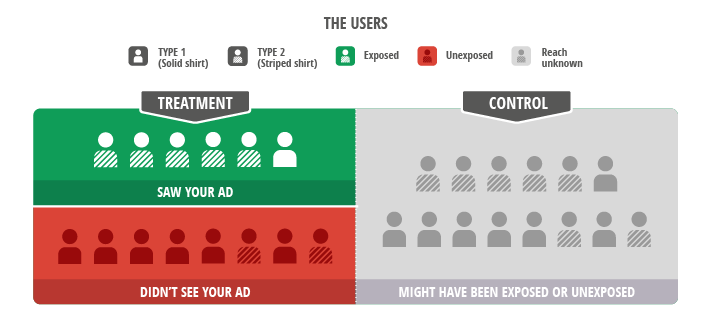 THE USERS
TYPE 1
(Solid shirt)
TYPE 2
(Striped shirt)
Exposed
Unexposed
Reach
unknown
TREATMENT
CONTROL
SAW YOUR AD
DIDN'T SEE YOUR AD
MIGHT HAVE BEEN EXPOSED OR UNEXPOSED